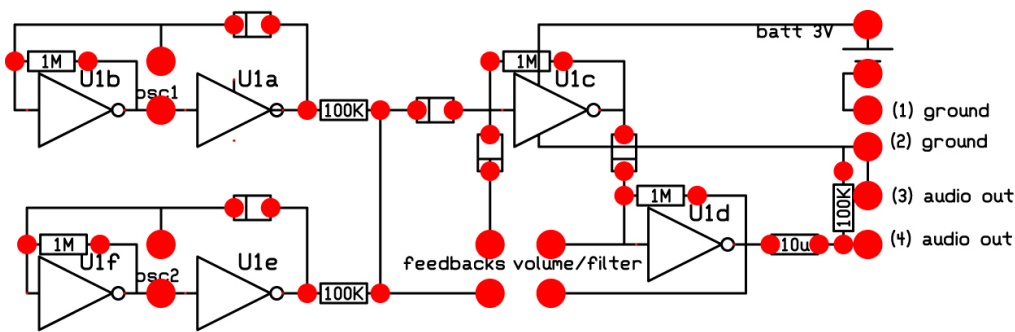 batt 3V
1M
U1b
osc1
U1a
100K
1M
U1c
(1) ground
(2) ground
1M
U1d
100K
(3) audio out
10u
(4) audio out
1M
U1f
osc2
U1e
100K
feedbacks volume/filter